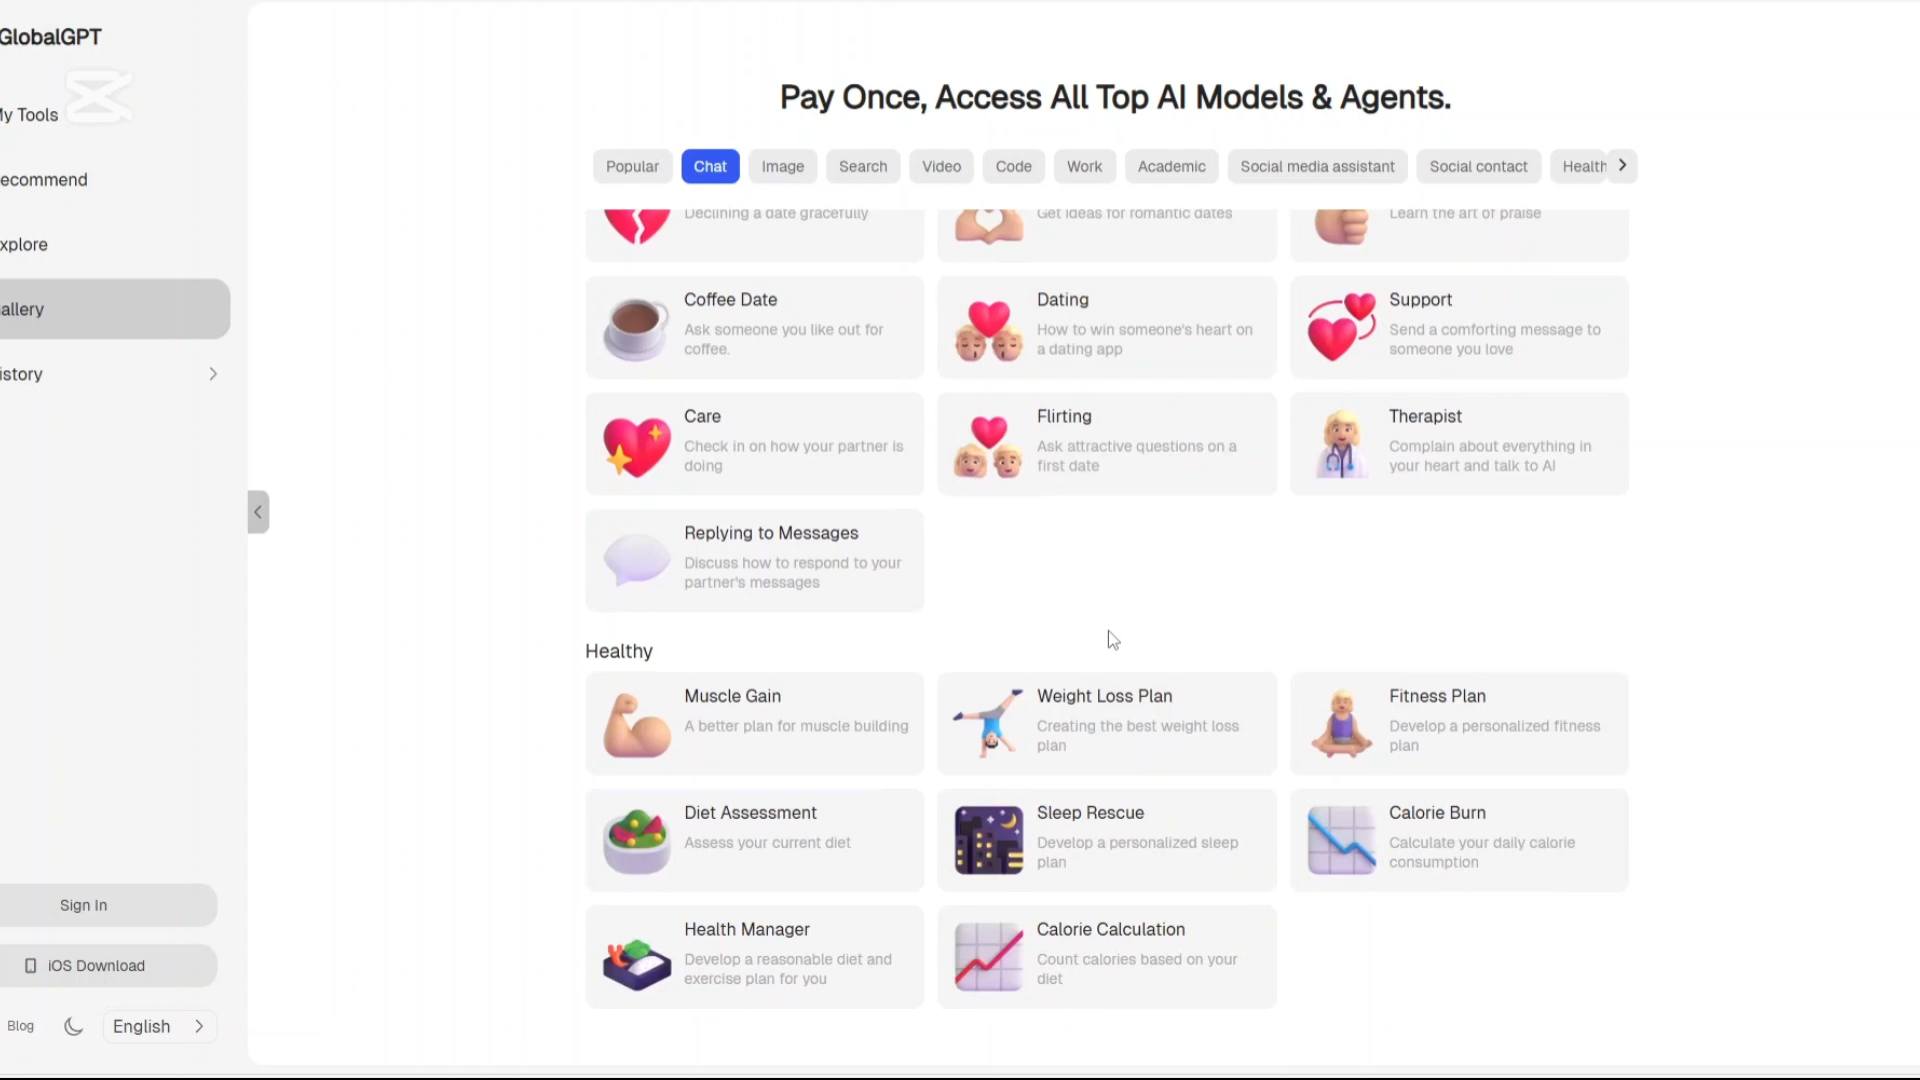 GlobalGPT
My Tools
ecommend
xplore
allery
istory
Sign In
iOS Download
Blog
English
Pay Once, Access All Top AI Models & Agents.
Popular
Chat
Image
Search
Video
Code
Work
Academic
Social media assistant
Social contact
Health
Declining a date gracefully
Get ideas for romantic dates
Learn the art of praise
Coffee Date
Ask someone you like out for
coffee.
Dating
How to win someone's heart on
a dating app
Support
Send a comforting message to
someone you love
Care
Check in on how your partner is
doing
Flirting
Ask attractive questions on a
first date
Therapist
Complain about everything in
your heart and talk to AI
Replying to Messages
Discuss how to respond to your
partner's messages
Healthy
Muscle Gain
A better plan for muscle building
Weight Loss Plan
Creating the best weight loss
plan
Fitness Plan
Develop a personalized fitness
plan
Diet Assessment
Assess your current diet
Sleep Rescue
Develop a personalized sleep
plan
Calorie Burn
Calculate your daily calorie
consumption
Health Manager
Develop a reasonable diet and
exercise plan for you
Calorie Calculation
Count calories based on your
diet